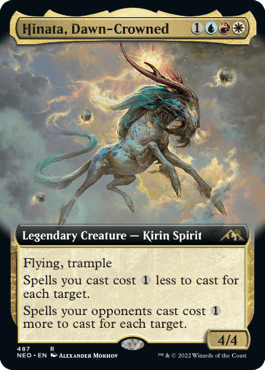 Hinata, Dawn-Crowned 1
Legendary Creature — Kirin Spirit
Flying, trample
Spells you cast cost 1 less to cast for
each target.
Spells your opponents cast cost 1
more to cast for each target.
4/4
487 R
NEO • EN Alexander Mokhov ™ & © 2022 Wizards of the Coast